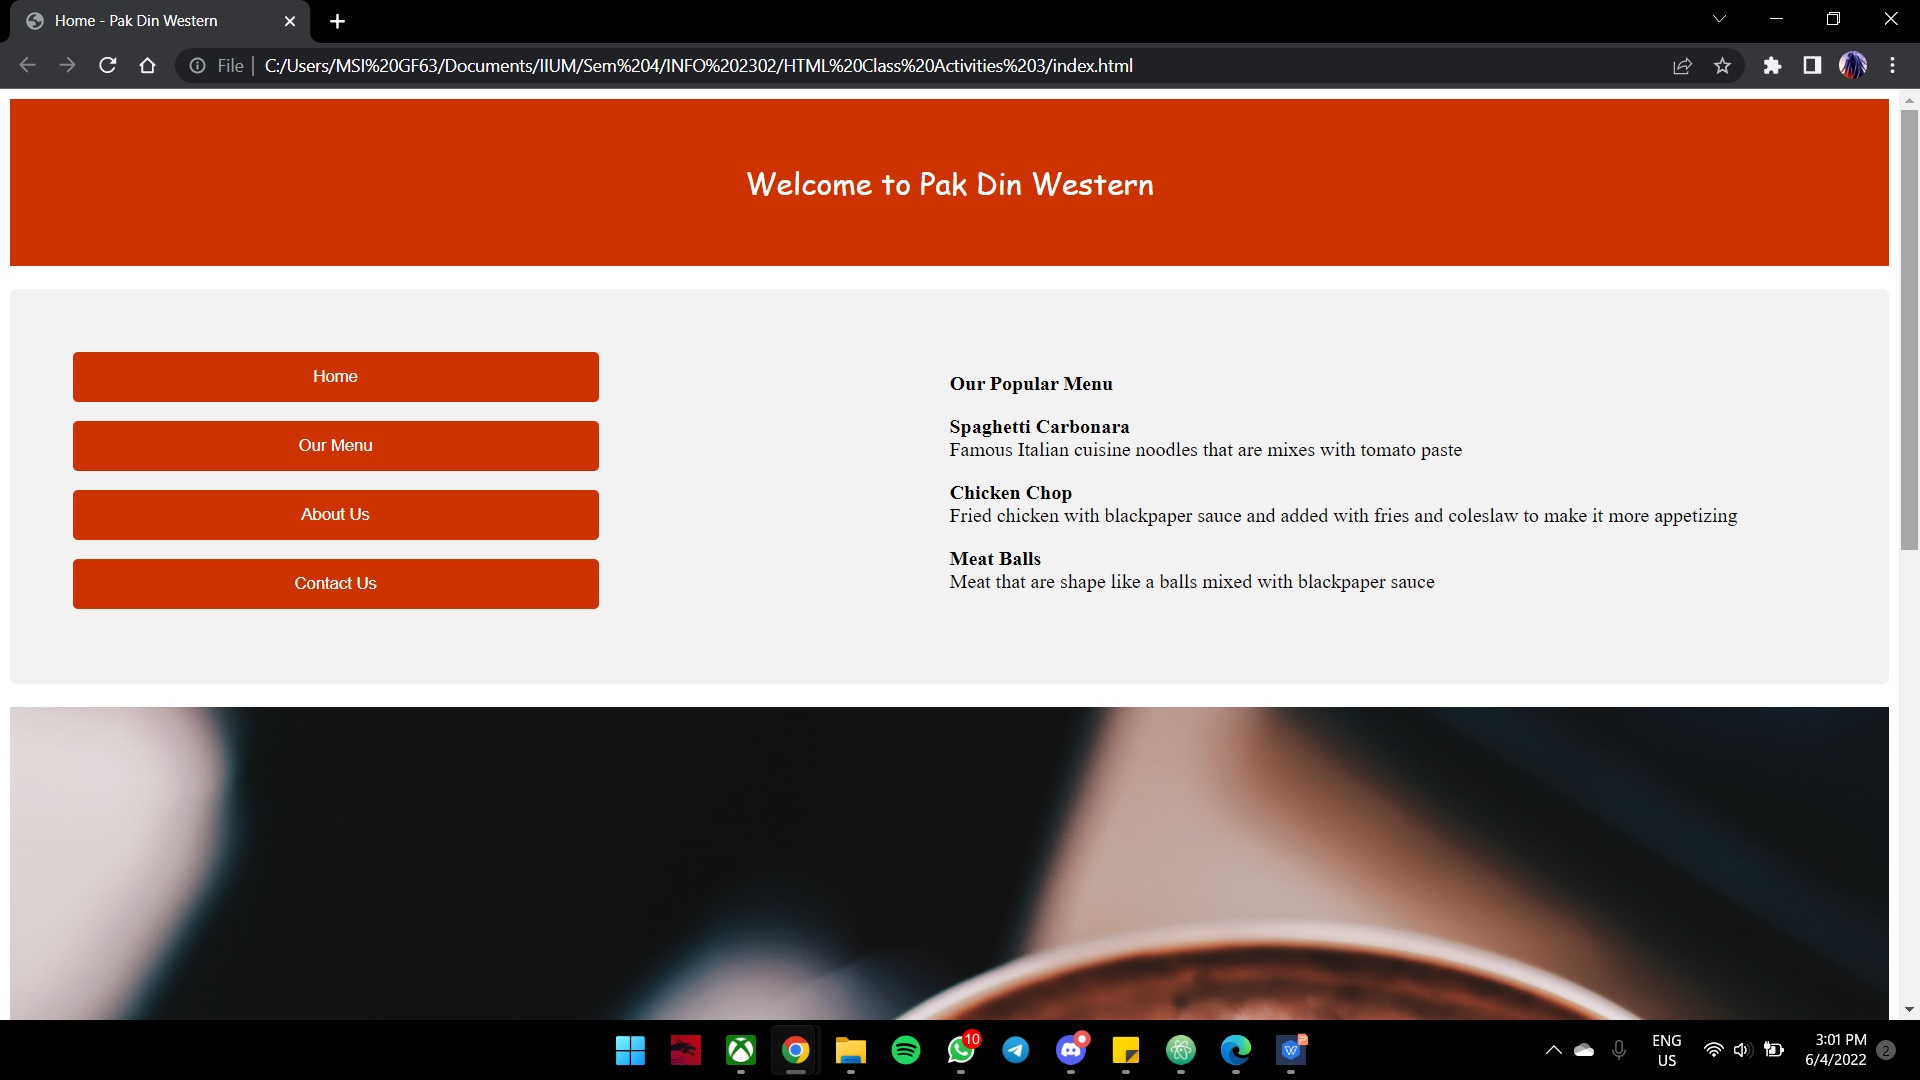 Home - Pak Din Western
File
C:/Users/MSI%20GF63/Documents/IIUM/Sem%204/INFO%202302/HTML%20Class%20Activities%203/index.html
Welcome to Pak Din Western
Home
Our Menu
About Us
Contact Us
Our Popular Menu
Spaghetti Carbonara
Famous Italian cuisine noodles that are mixes with tomato paste
Chicken Chop
Fried chicken with blackpaper sauce and added with fries and coleslaw to make it more appetizing
Meat Balls
Meat that are shape like a balls mixed with blackpaper sauce
10
ENG
US
3:01 PM
6/4/2022
2